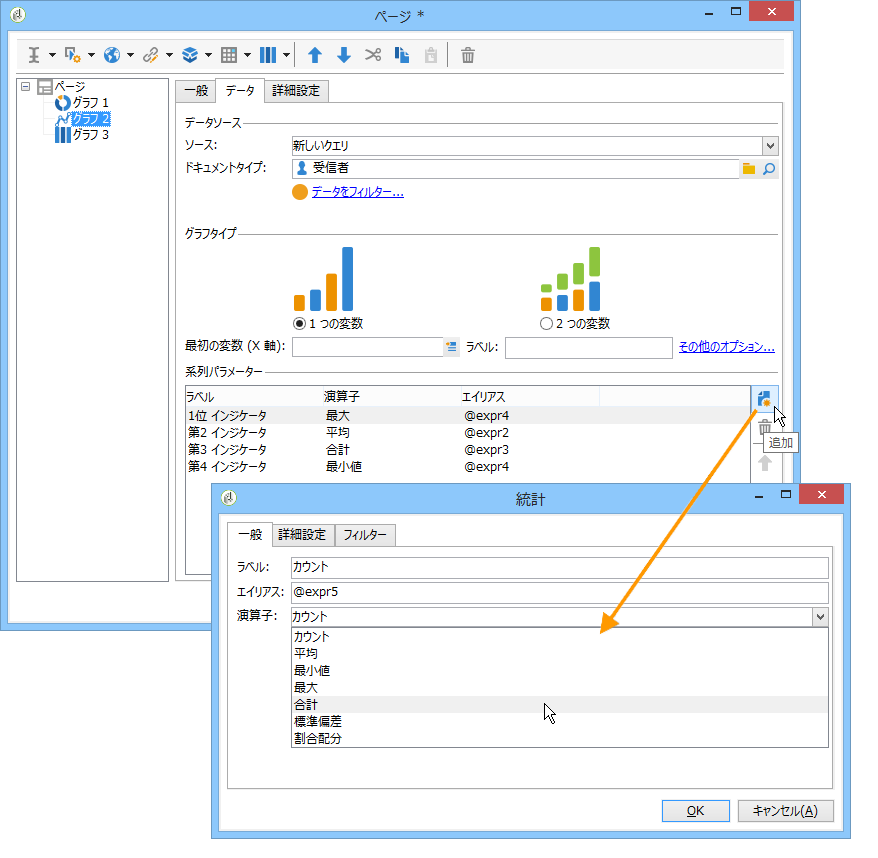 ページ *
ページ
グラフ 1
グラフ 2
グラフ 3
一般 データ 詳細設定
データソース
ソース: 新しいクエリ
ドキュメントタイプ: 受信者
データをフィルター...
グラフタイプ
1 つの変数 2 つの変数
最初の変数 (X 軸): ラベル: その他のオプション...
系列パラメーター
ラベル 演算子 エイリアス
1位 インジケータ 最大 @expr4
第2 インジケータ 平均 @expr2
第3 インジケータ 合計 @expr3
第4 インジケータ 最小値 @expr4
追加
統計
一般 詳細設定 フィルター
ラベル: カウント
エイリアス: @expr5
演算子: カウント
カウント
平均
最小値
最大
合計
標準偏差
割合配分
OK キャンセル(A)